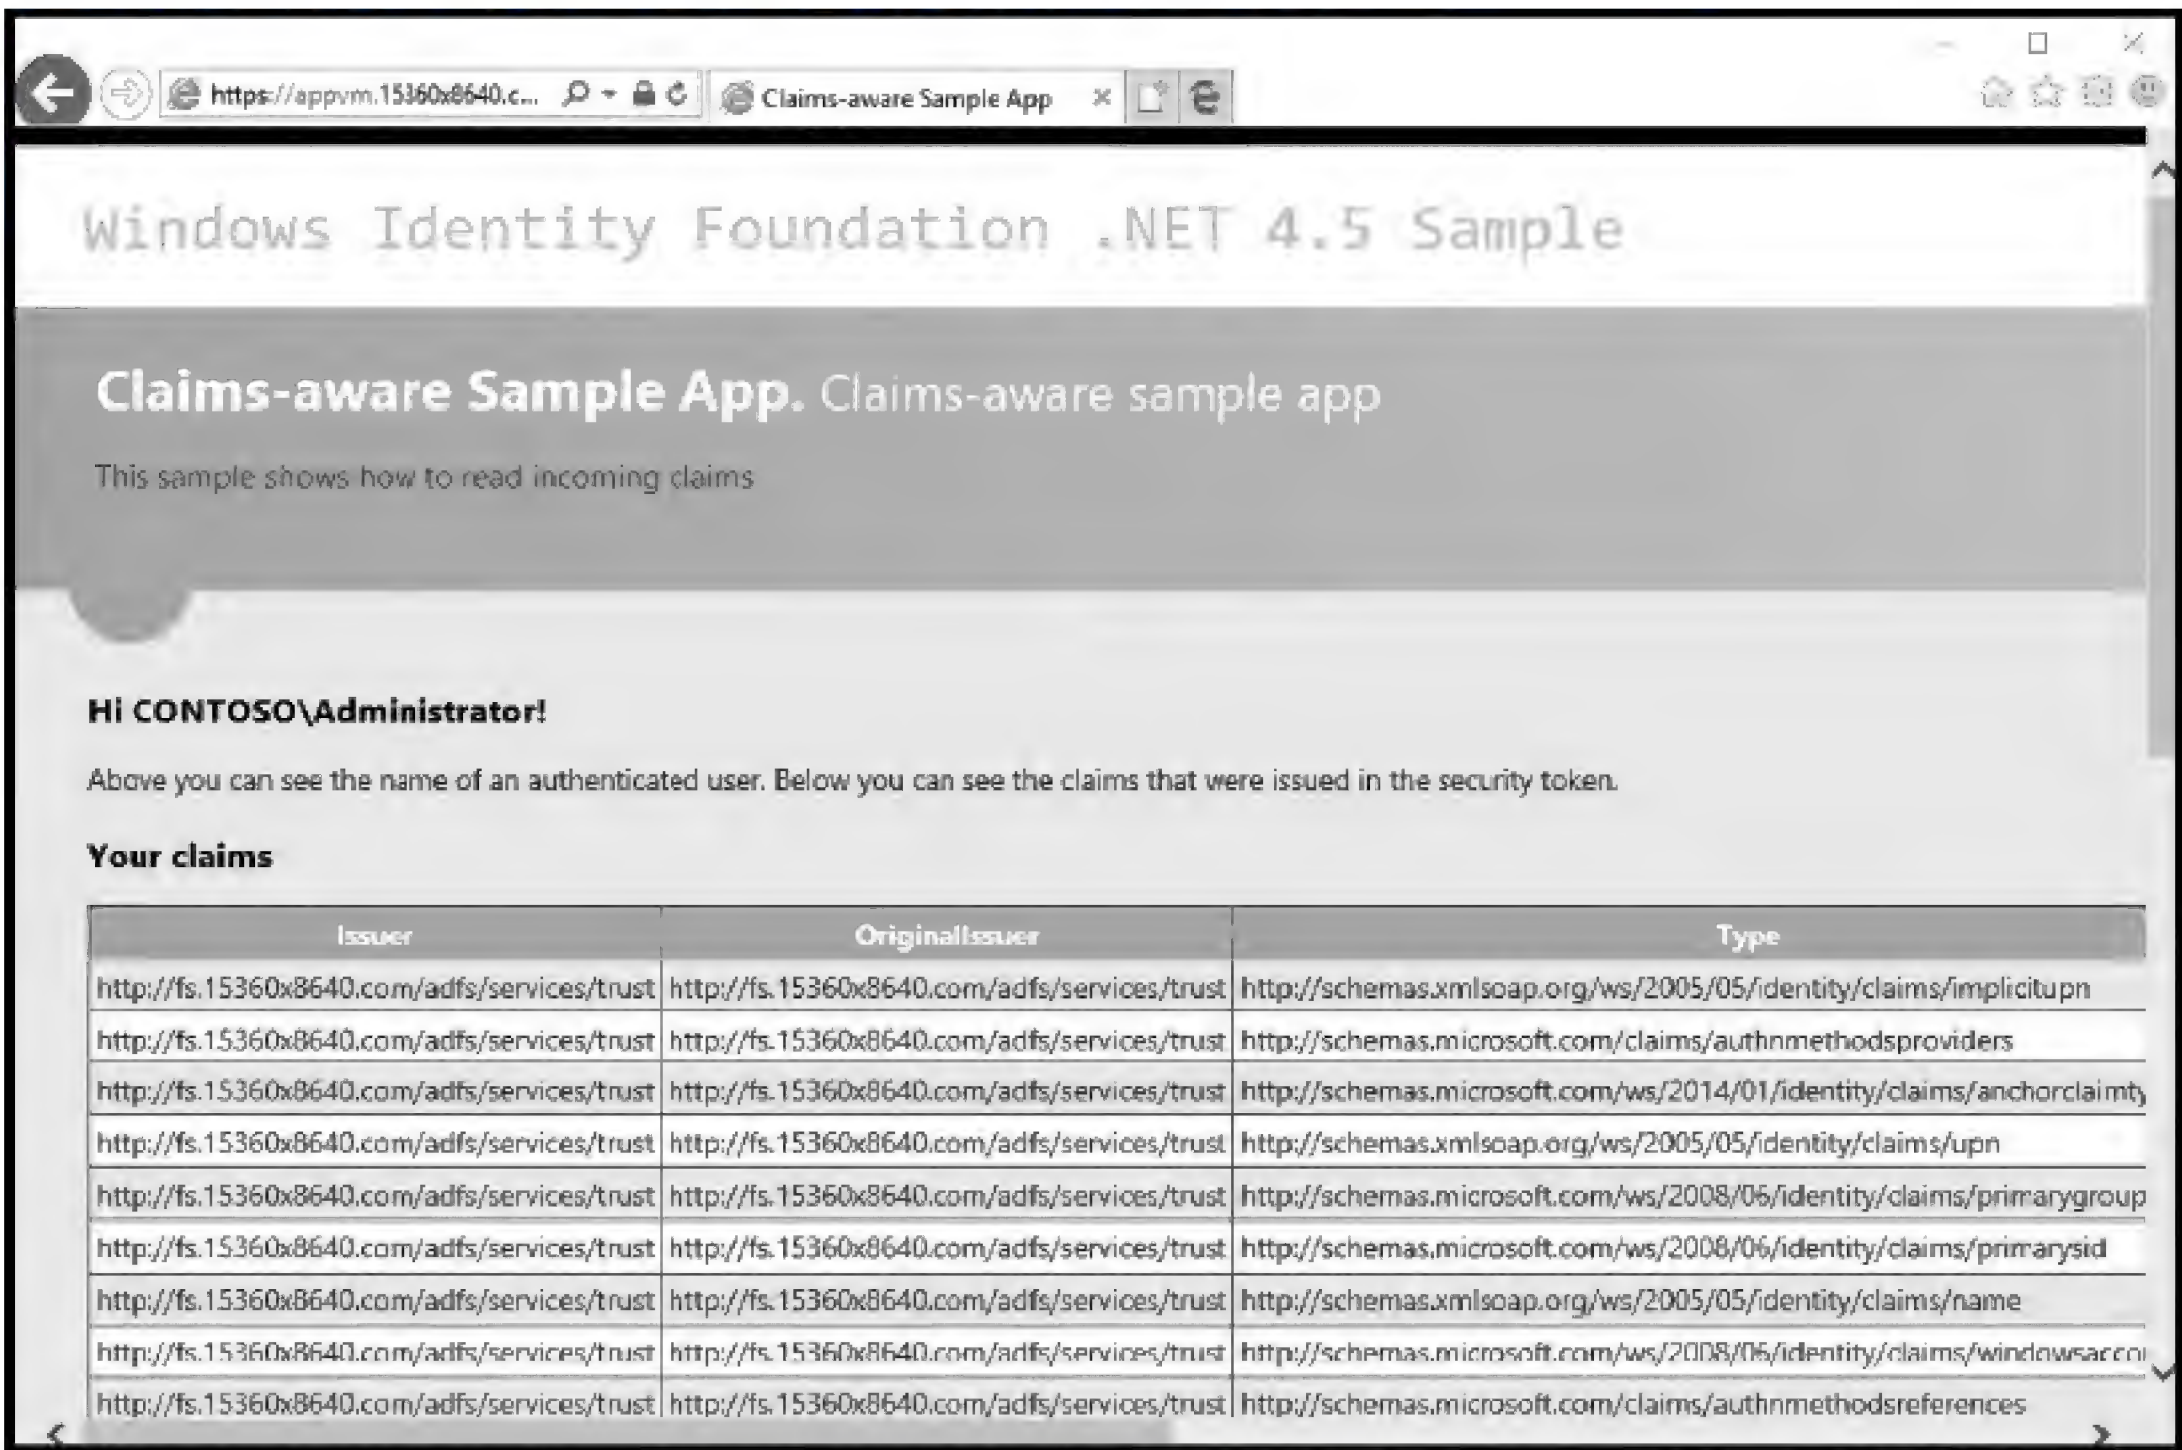 https://appvm.15360x8640.c...
Claims-aware Sample App
Windows Identity Foundation .NET 4.5 Sample
Claims-aware Sample App. Claims-aware sample app
This sample shows how to read incoming claims
Hi CONTOSO\Administrator!
Above you can see the name of an authenticated user. Below you can see the claims that were issued in the security token.
Your claims
Issuer OriginalIssuer Type
http://fs.15360x8640.com/adfs/services/trust http://fs.15360x8640.com/adfs/services/trust http://schemas.xmlsoap.org/ws/2005/05/identity/claims/implicitupn
http://fs.15360x8640.com/adfs/services/trust http://fs.15360x8640.com/adfs/services/trust http://schemas.microsoft.com/claims/authnmethodsproviders
http://fs.15360x8640.com/adfs/services/trust http://fs.15360x8640.com/adfs/services/trust http://schemas.microsoft.com/ws/2014/01/identity/claims/anchorclaimty
http://fs.15360x8640.com/adfs/services/trust http://fs.15360x8640.com/adfs/services/trust http://schemas.xmlsoap.org/ws/2005/05/identity/claims/upn
http://fs.15360x8640.com/adfs/services/trust http://fs.15360x8640.com/adfs/services/trust http://schemas.microsoft.com/ws/2008/06/identity/claims/primarygroup
http://fs.15360x8640.com/adfs/services/trust http://fs.15360x8640.com/adfs/services/trust http://schemas.microsoft.com/ws/2008/06/identity/claims/primarysid
http://fs.15360x8640.com/adfs/services/trust http://fs.15360x8640.com/adfs/services/trust http://schemas.xmlsoap.org/ws/2005/05/identity/claims/name
http://fs.15360x8640.com/adfs/services/trust http://fs.15360x8640.com/adfs/services/trust http://schemas.microsoft.com/ws/2008/06/identity/claims/windowsacco
http://fs.15360x8640.com/adfs/services/trust http://fs.15360x8640.com/adfs/services/trust http://schemas.microsoft.com/claims/authnmethodsreferences